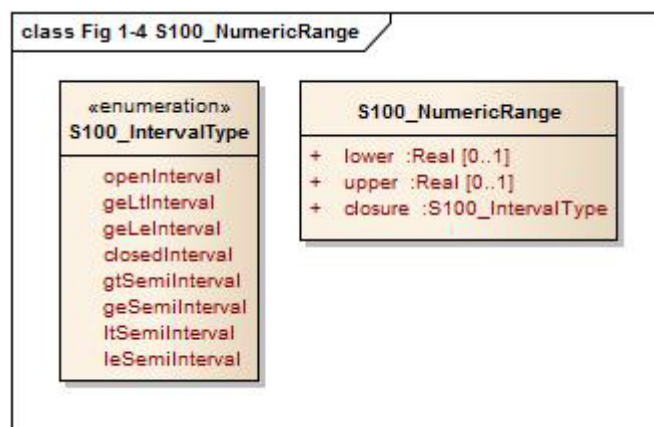 class Fig 1-4 S100_NumericRange
«enumeration»
S100_IntervalType
openInterval
geLtInterval
geLeInterval
closedInterval
gtSemiInterval
geSemiInterval
ltSemiInterval
leSemiInterval
S100_NumericRange
+ lower :Real [0..1]
+ upper :Real [0..1]
+ closure :S100_IntervalType